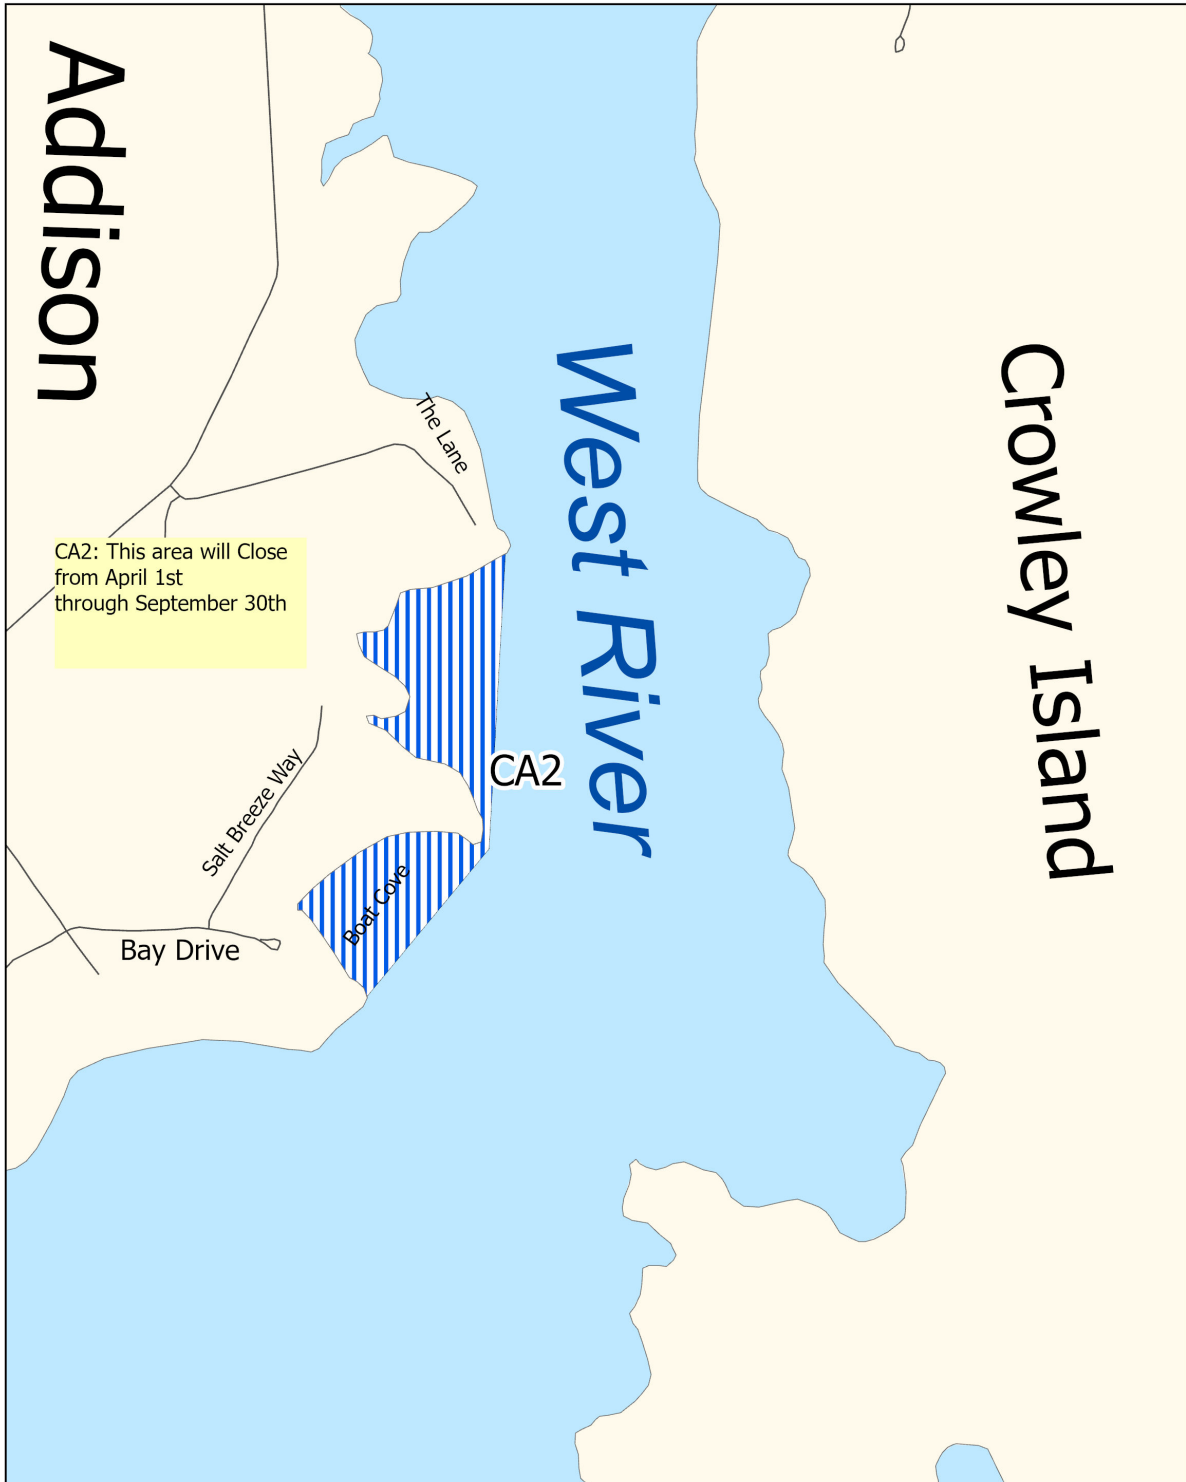 Addison
Crowley Island
West River
The Lane
CA2: This area will Close
from April 1st
through September 30th
CA2
Salt Breeze Way
Boat Cove
Bay Drive